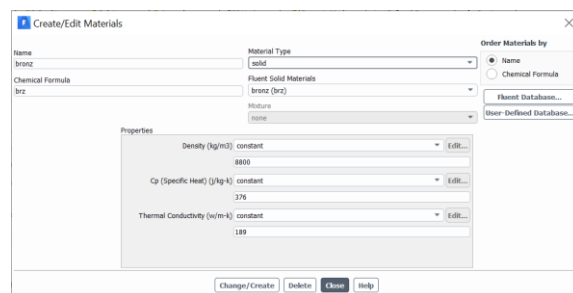 Create/Edit Materials
Name
bronz
Material Type
solid
Order Materials by
Name
Chemical Formula
Chemical Formula
brz
Fluent Solid Materials
bronz (brz)
Mixture
none
Fluent Database...
User-Defined Database...
Properties
Density (kg/m3) constant Edit...
8800
Cp (Specific Heat) (j/kg-k) constant Edit...
376
Thermal Conductivity (w/m-k) constant Edit...
189
Change/Create Delete Close Help